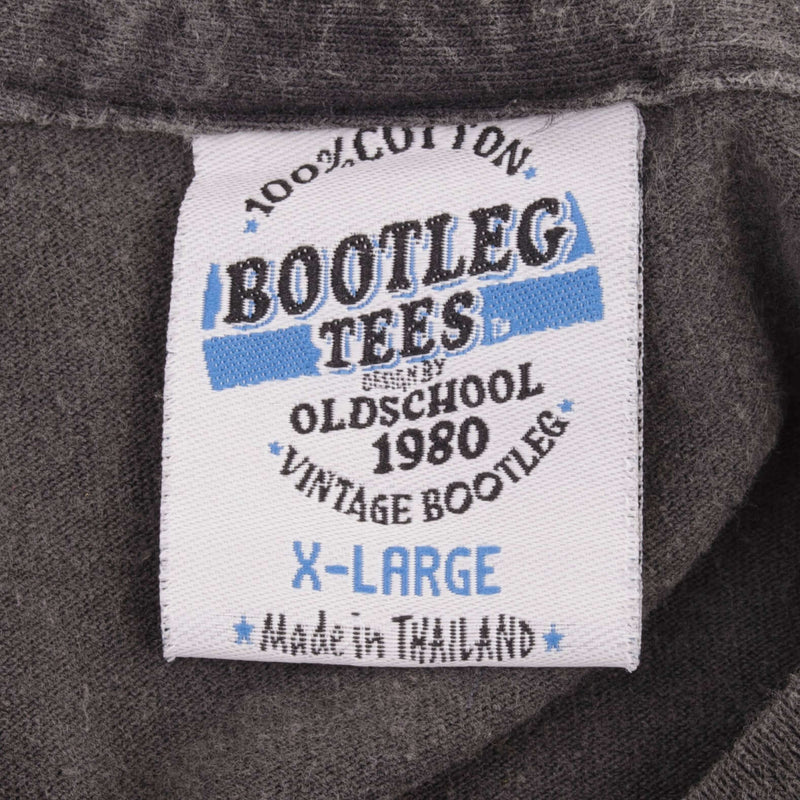 100% COTTON
BOOTLEG
TEES
DESIGN BY
OLDSCHOOL
1980
VINTAGE BOOTLEG
X-LARGE
Made in THAILAND